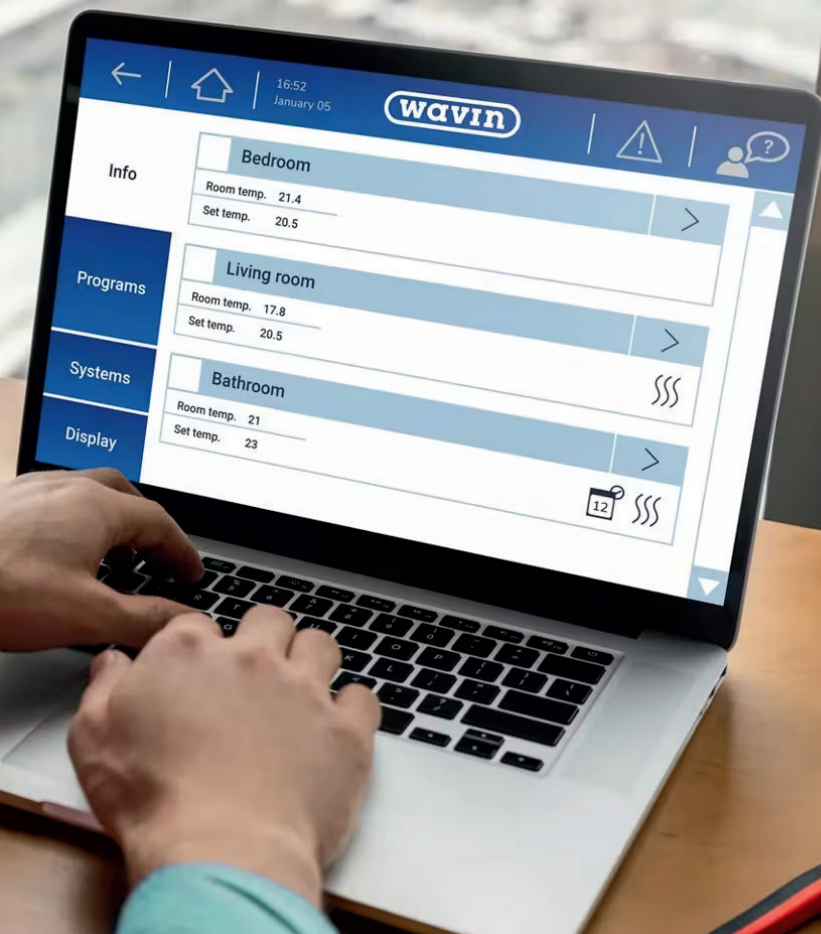 16:52
January 05
wavin
?
Info
Programs
Systems
Display
Bedroom
Room temp. 21.4
Set temp. 20.5
Living room
Room temp. 17.8
Set temp. 20.5
Bathroom
Room temp. 21
Set temp. 23
12